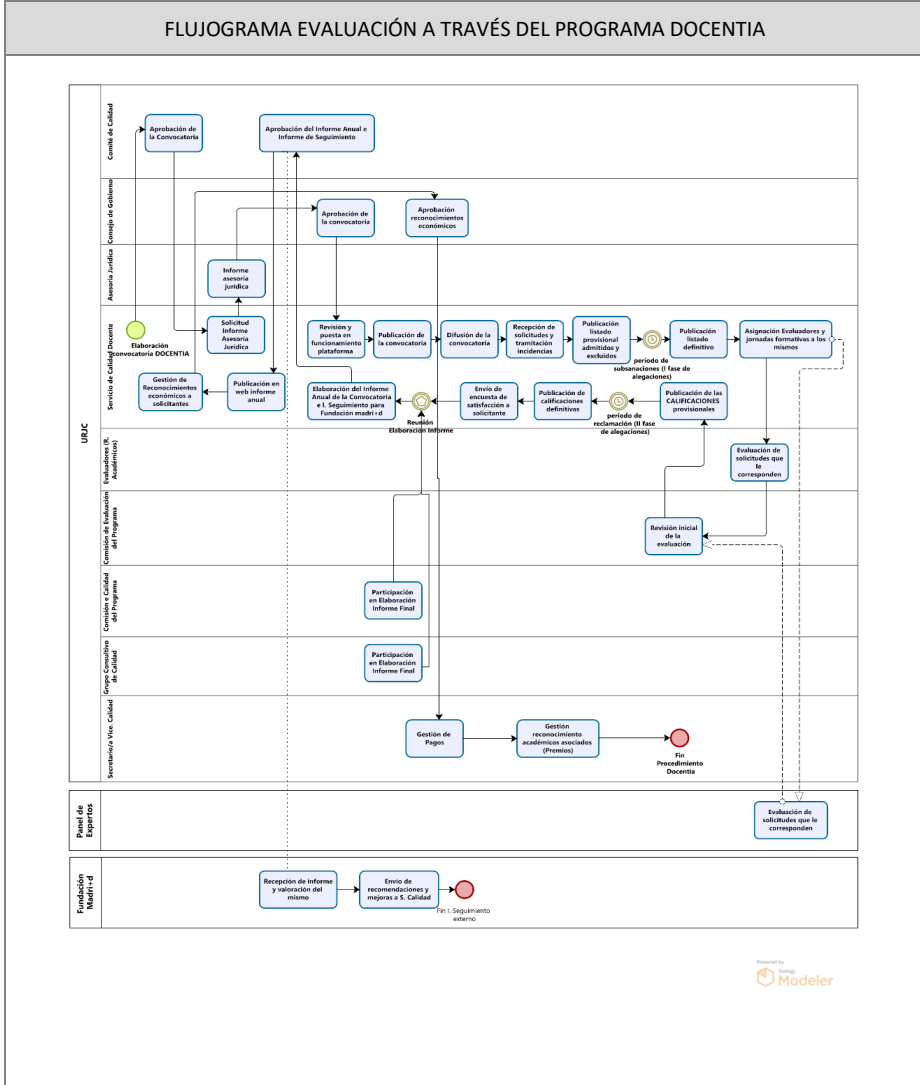 FLUJOGRAMA EVALUACIÓN A TRAVÉS DEL PROGRAMA DOCENTIA
URJC
Comité de Calidad
Aprobación de
la Convocatoria
Aprobación del Informe Anual e
Informe de Seguimiento
Consejo de Gobierno
Aprobación de
la convocatoria
Aprobación
reconocimientos
económicos
Asesoría Jurídica
Informe
asesoria
jurídica
Servicio de Calidad Docente
Elaboración
convocatoria DOCENTIA
Solicitud
Informe
Asesoria
Juridica
Revisión y
puesta en
funcionamiento
plataforma
Publicación de
la convocatoria
Difusión de la
convocatoria
Recepción de
solicitudes y
tramitación
incidencias
Publicación
listado
provisional
admitidos y
excluidos
periodo de
subsanaciones (I fase
de alegaciones)
Publicación
listado
definitivo
Asignación Evaluadores y
jornadas formativas a los
mismos
Gestión de
Reconocimientos
económicos a
solicitantes
Publicación en
web informe
anual
Elaboración del Informe
Anual de la Convocatoria
e I. Seguimiento para
Fundación madri+d
Reunión
Elaboración Informe
Envio de
encuesta de
satisfacción a
solicitante
Publicación de
calificaciones
definitivas
periodo de
reclamación (II fase
de alegaciones)
Publicación de las
CALIFICACIONES
provisionales
Evaluadores (R.
Académicos)
Evaluación de
solicitudes que
le
corresponden
Comisión de Evaluación
del Programa
Revisión inicial
de la
evaluación
Comisión e Calidad
del Programa
Participación
en Elaboración
Informe Final
Grupo Consultivo
de Calidad
Participación
en Elaboración
Informe Final
Secretario/a Vice. Calidad
Gestión de
Pagos
Gestión
reconocimiento
académicos asociados
(Premios)
Fin
Procedimiento
Docentia
Panel de
Expertos
Evaluación de
solicitudes que le
corresponden
Fundación
Madri+d
Recepción de informe
y valoración del
mismo
Envio de
recomendaciones y
mejoras a S. Calidad
Fin I. Seguimiento
externo
Powered by
bizagi
Modeler